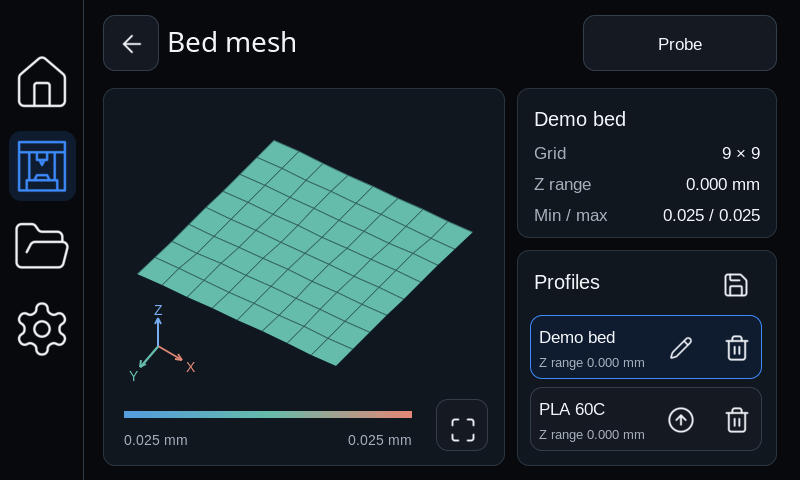 Bed mesh
Probe
Z
X
Y
0.025 mm
0.025 mm
Demo bed
Grid 9 × 9
Z range 0.000 mm
Min / max 0.025 / 0.025
Profiles
Demo bed
Z range 0.000 mm
PLA 60C
Z range 0.000 mm